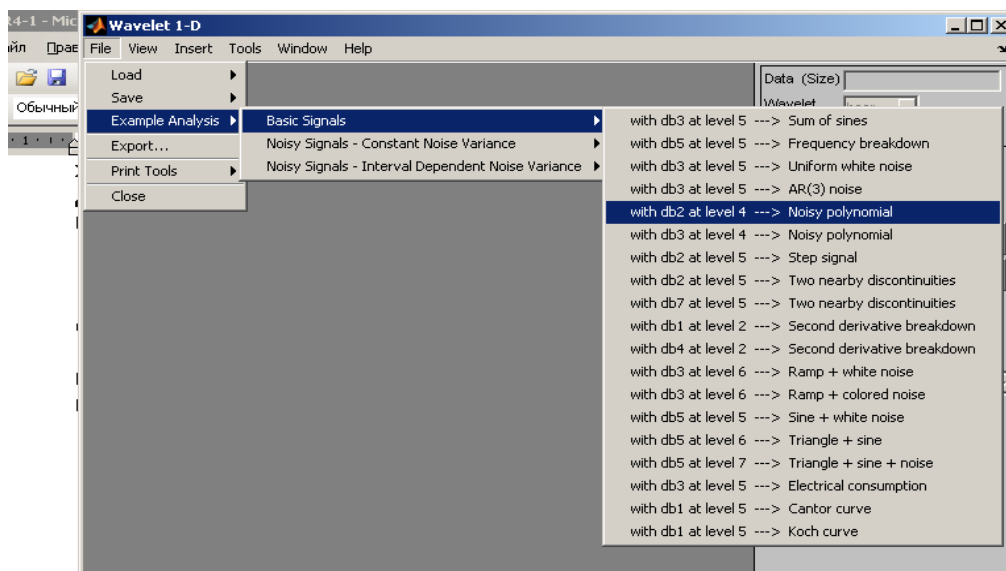 Wavelet 1-D
File View Insert Tools Window Help
Обычный
Load
Save
Example Analysis
Export...
Print Tools
Close
Basic Signals
Noisy Signals - Constant Noise Variance
Noisy Signals - Interval Dependent Noise Variance
Data (Size)
Wavelet
with db3 at level 5 ---> Sum of sines
with db5 at level 5 ---> Frequency breakdown
with db3 at level 5 ---> Uniform white noise
with db3 at level 5 ---> AR(3) noise
with db2 at level 4 ---> Noisy polynomial
with db3 at level 4 ---> Noisy polynomial
with db2 at level 5 ---> Step signal
with db2 at level 5 ---> Two nearby discontinuities
with db7 at level 5 ---> Two nearby discontinuities
with db1 at level 2 ---> Second derivative breakdown
with db4 at level 2 ---> Second derivative breakdown
with db3 at level 6 ---> Ramp + white noise
with db3 at level 6 ---> Ramp + colored noise
with db5 at level 5 ---> Sine + white noise
with db5 at level 6 ---> Triangle + sine
with db5 at level 7 ---> Triangle + sine + noise
with db3 at level 5 ---> Electrical consumption
with db1 at level 5 ---> Cantor curve
with db1 at level 5 ---> Koch curve